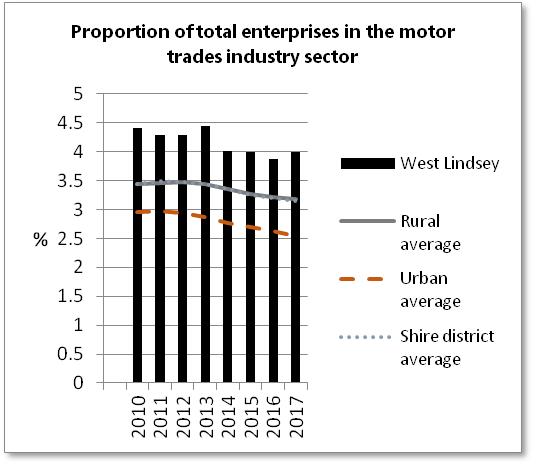 Proportion of total enterprises in the motor
trades industry sector
5
4.5
4
3.5
3
2.5
2
1.5
1
0.5
0
%
2010
2011
2012
2013
2014
2015
2016
2017
West Lindsey
Rural
average
Urban
average
Shire district
average